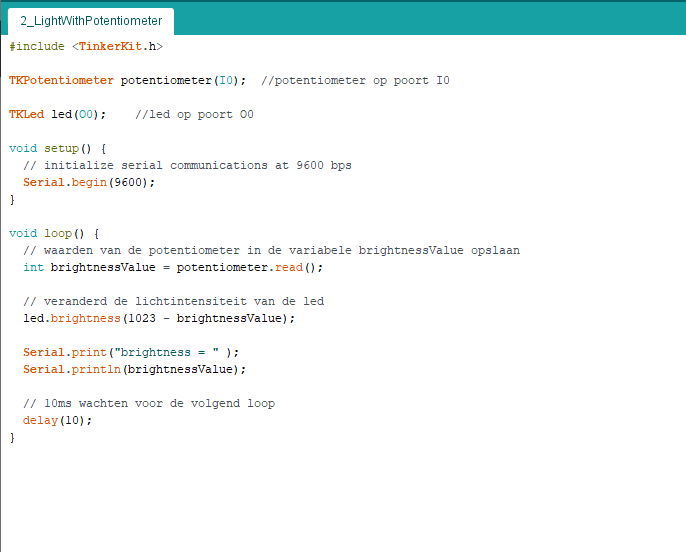 2_LightWithPotentiometer
#include <TinkerKit.h>
TKPotentiometer potentiometer(I0);  //potentiometer op poort I0
TKLed led(O0);    //led op poort O0
void setup() {
  // initialize serial communications at 9600 bps
  Serial.begin(9600);
}
void loop() {
  // waarden van de potentiometer in de variabele brightnessValue opslaan
  int brightnessValue = potentiometer.read();
  // veranderd de lichtintensiteit van de led
  led.brightness(1023 - brightnessValue);
  Serial.print("brightness = " );
  Serial.println(brightnessValue);
  // 10ms wachten voor de volgend loop
  delay(10);
}